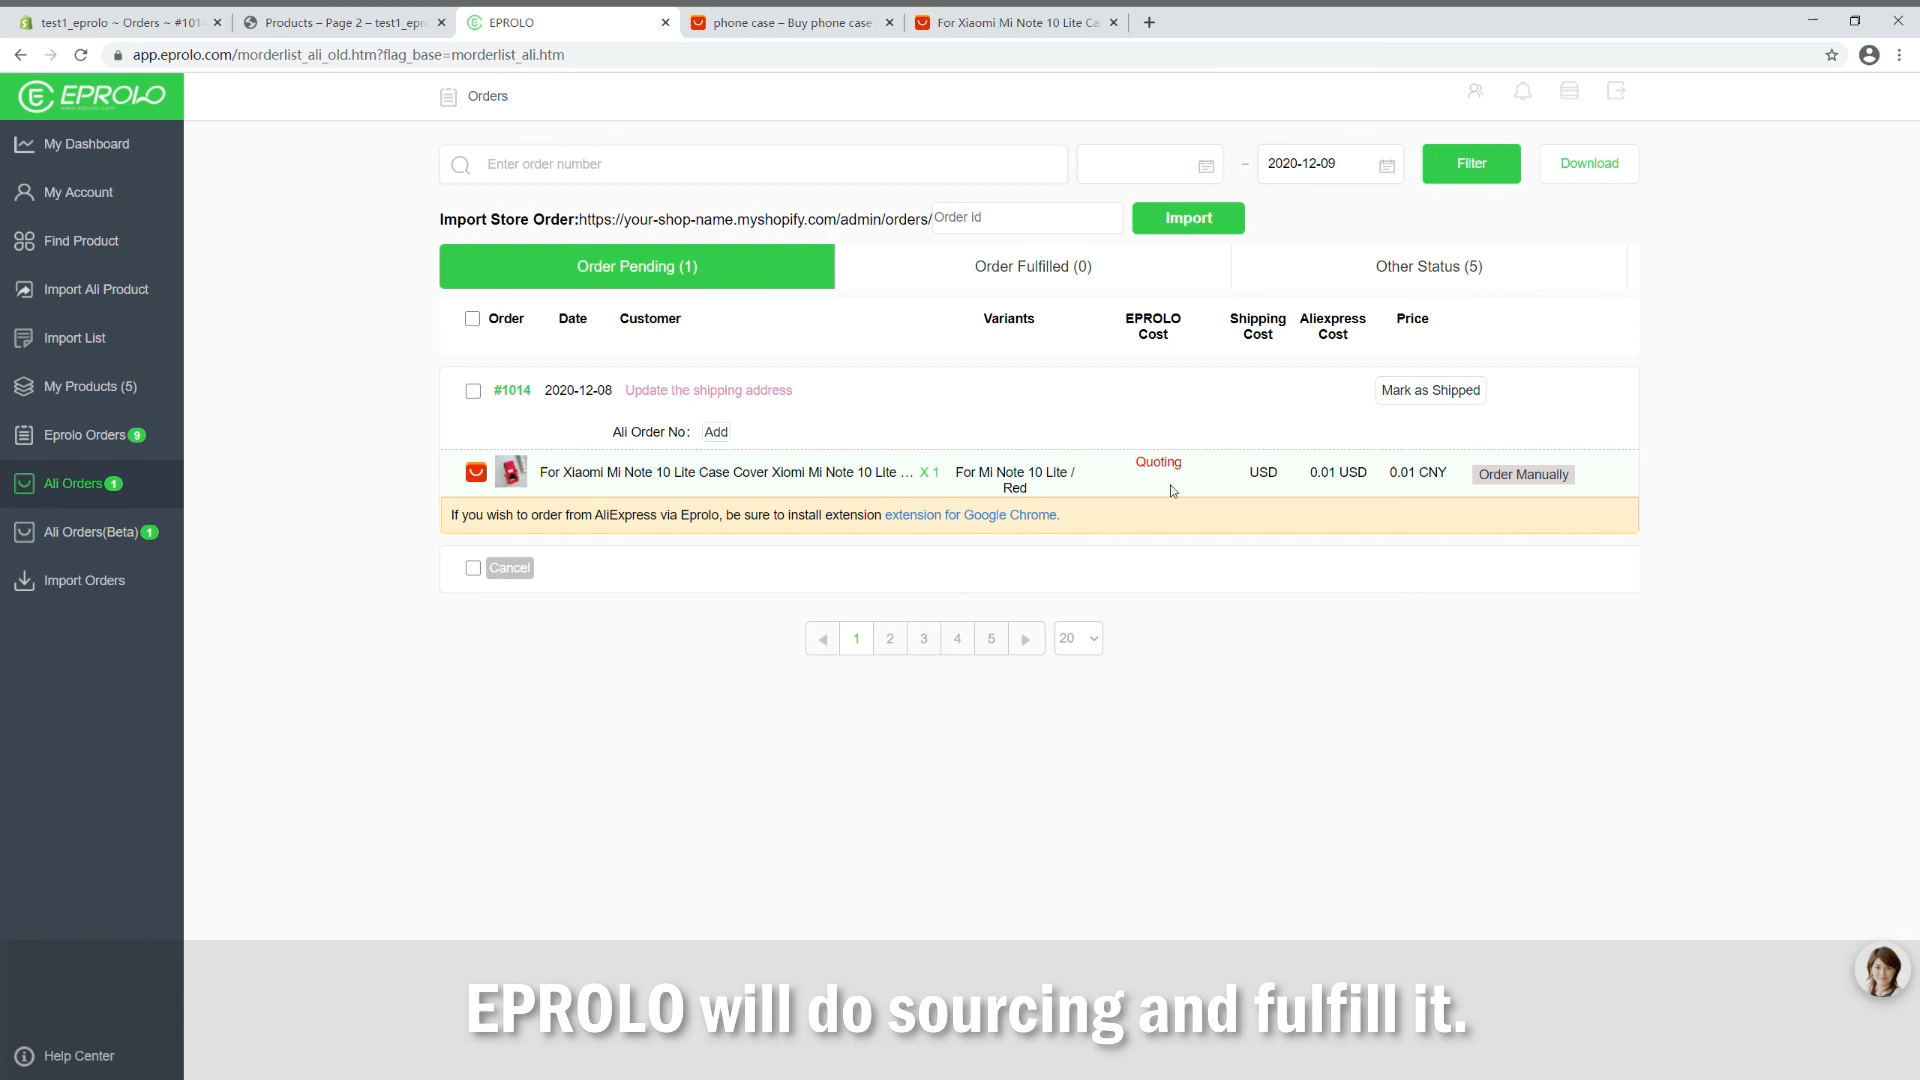 test1_eprolo ~ Orders ~ #101
Products – Page 2 – test1_epr
EPROLO
phone case – Buy phone case
For Xiaomi Mi Note 10 Lite Ca
app.eprolo.com/morderlist_ali_old.htm?flag_base=morderlist_ali.htm
EPROLO
Orders
My Dashboard
My Account
Find Product
Import Ali Product
Import List
My Products (5)
Eprolo Orders 9
Ali Orders 1
Ali Orders(Beta) 1
Import Orders
Help Center
Enter order number
2020-12-09
Filter
Download
Import Store Order:https://your-shop-name.myshopify.com/admin/orders/ Order id
Import
Order Pending (1)
Order Fulfilled (0)
Other Status (5)
Order
Date
Customer
Variants
EPROLO
Cost
Shipping
Cost
Aliexpress
Cost
Price
#1014 2020-12-08 Update the shipping address
Mark as Shipped
Ali Order No: Add
For Xiaomi Mi Note 10 Lite Case Cover Xiomi Mi Note 10 Lite ... X 1
For Mi Note 10 Lite /
Red
Quoting
USD
0.01 USD
0.01 CNY
Order Manually
If you wish to order from AliExpress via Eprolo, be sure to install extension extension for Google Chrome.
Cancel
1 2 3 4 5
20
EPROLO will do sourcing and fulfill it.